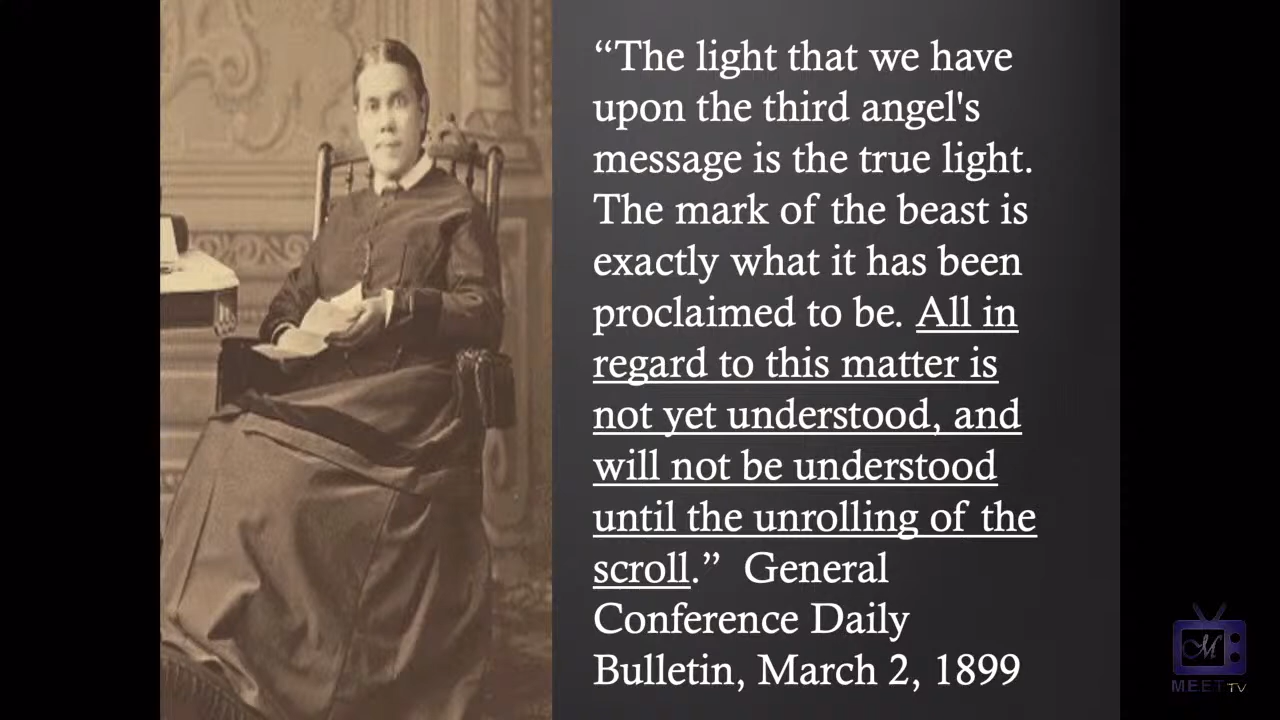 “The light that we have
upon the third angel's
message is the true light.
The mark of the beast is
exactly what it has been
proclaimed to be. All in
regard to this matter is
not yet understood, and
will not be understood
until the unrolling of the
scroll.”  General
Conference Daily
Bulletin, March 2, 1899
M
MEET TV